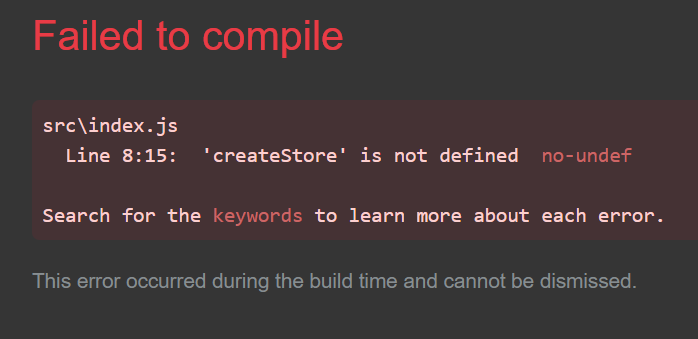 Failed to compile
src\index.js
  Line 8:15:  'createStore' is not defined  no-undef
Search for the keywords to learn more about each error.
This error occurred during the build time and cannot be dismissed.